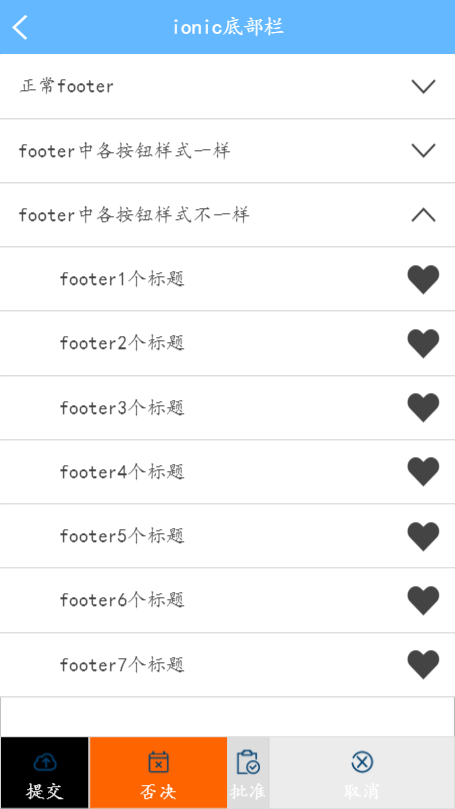 ionic底部栏
正常footer
footer中各按钮样式一样
footer中各按钮样式不一样
footer1个标题
footer2个标题
footer3个标题
footer4个标题
footer5个标题
footer6个标题
footer7个标题
提交 否决 批准 取消